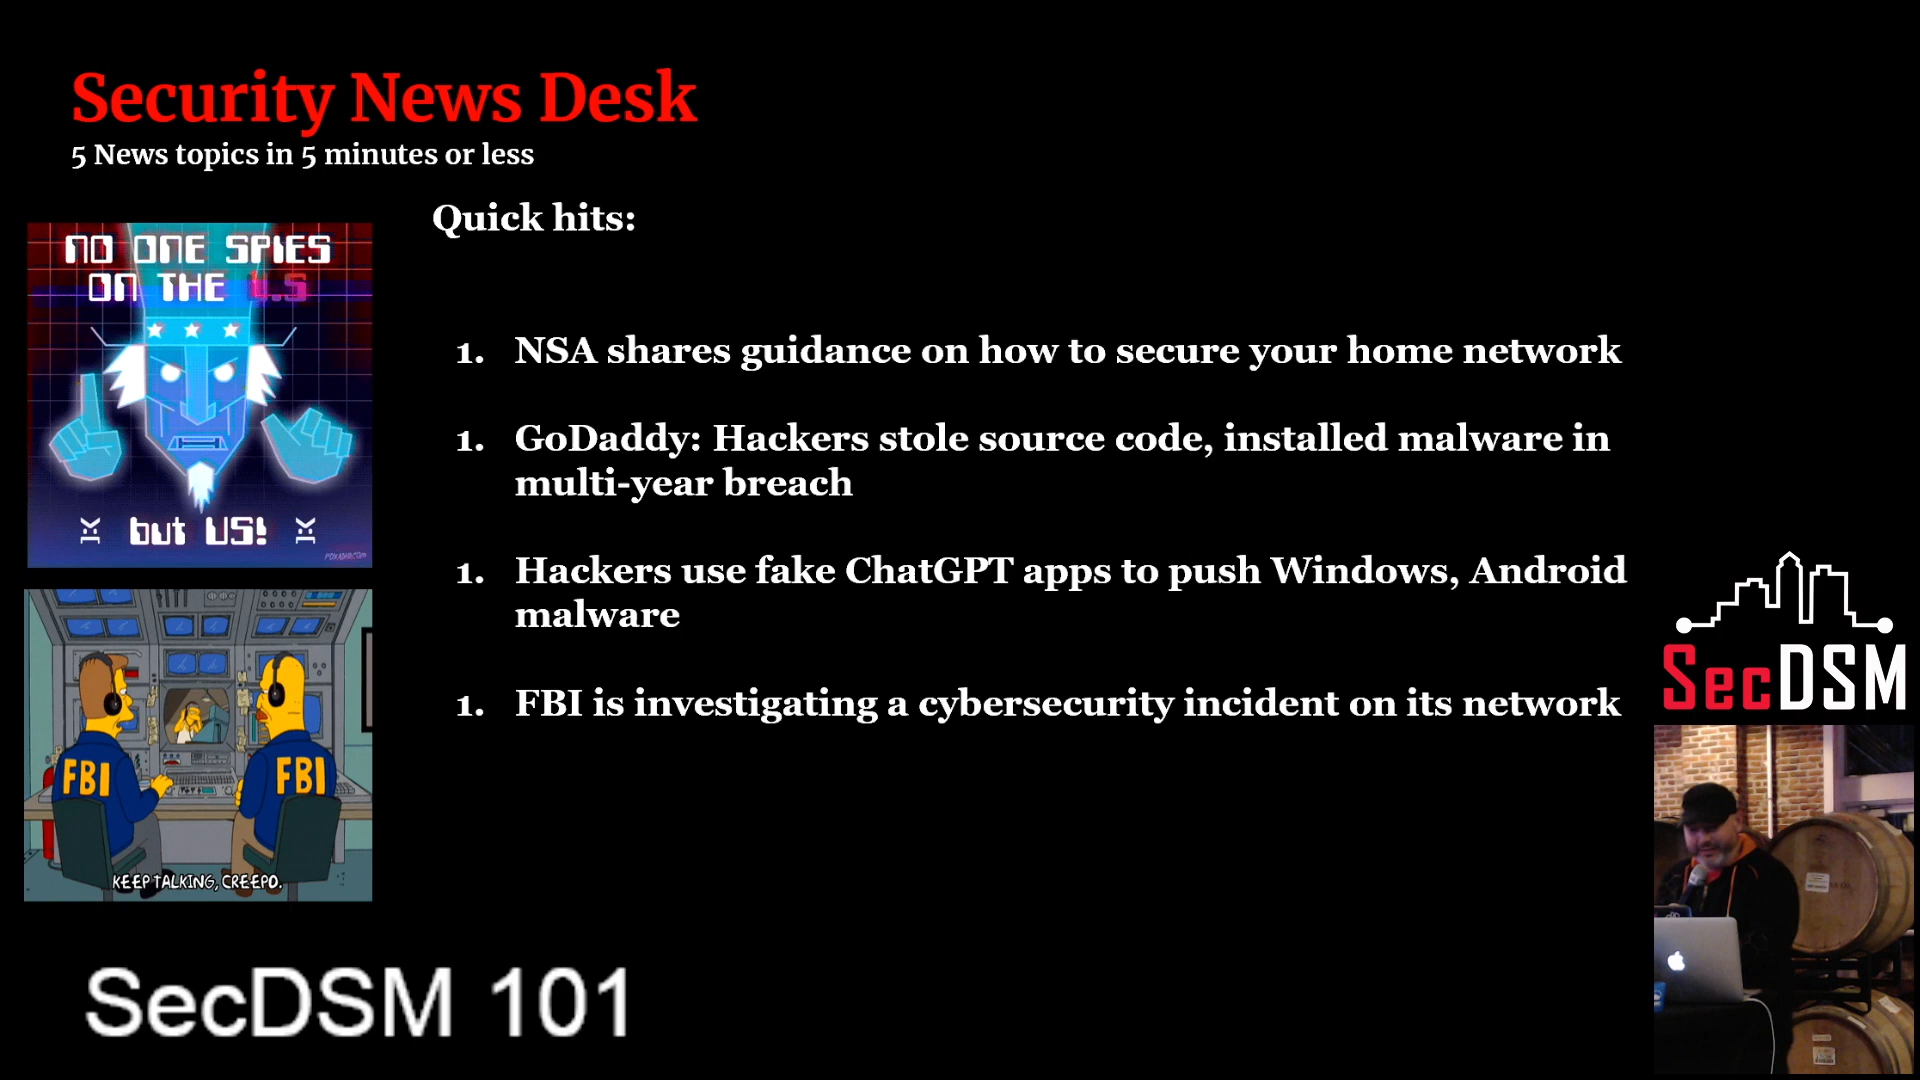 Security News Desk
5 News topics in 5 minutes or less
Quick hits:
NO ONE SPIES
ON THE U.S
but US!
1. NSA shares guidance on how to secure your home network
1. GoDaddy: Hackers stole source code, installed malware in
multi-year breach
1. Hackers use fake ChatGPT apps to push Windows, Android
malware
1. FBI is investigating a cybersecurity incident on its network
FBI
FBI
KEEP TALKING, CREEPO.
SecDSM
SecDSM 101